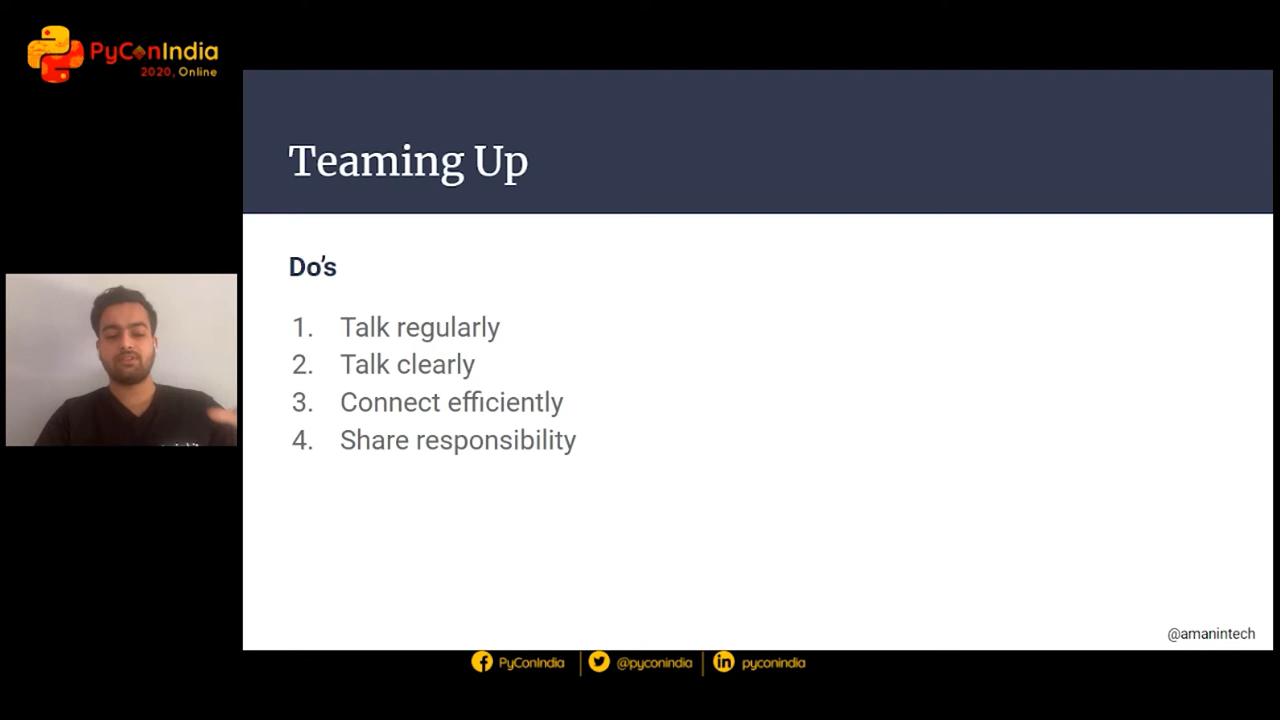 PyConIndia
2020, Online
Teaming Up
Do's
1. Talk regularly
2. Talk clearly
3. Connect efficiently
4. Share responsibility
@amanintech
PyConIndia
@pyconindia
pyconindia